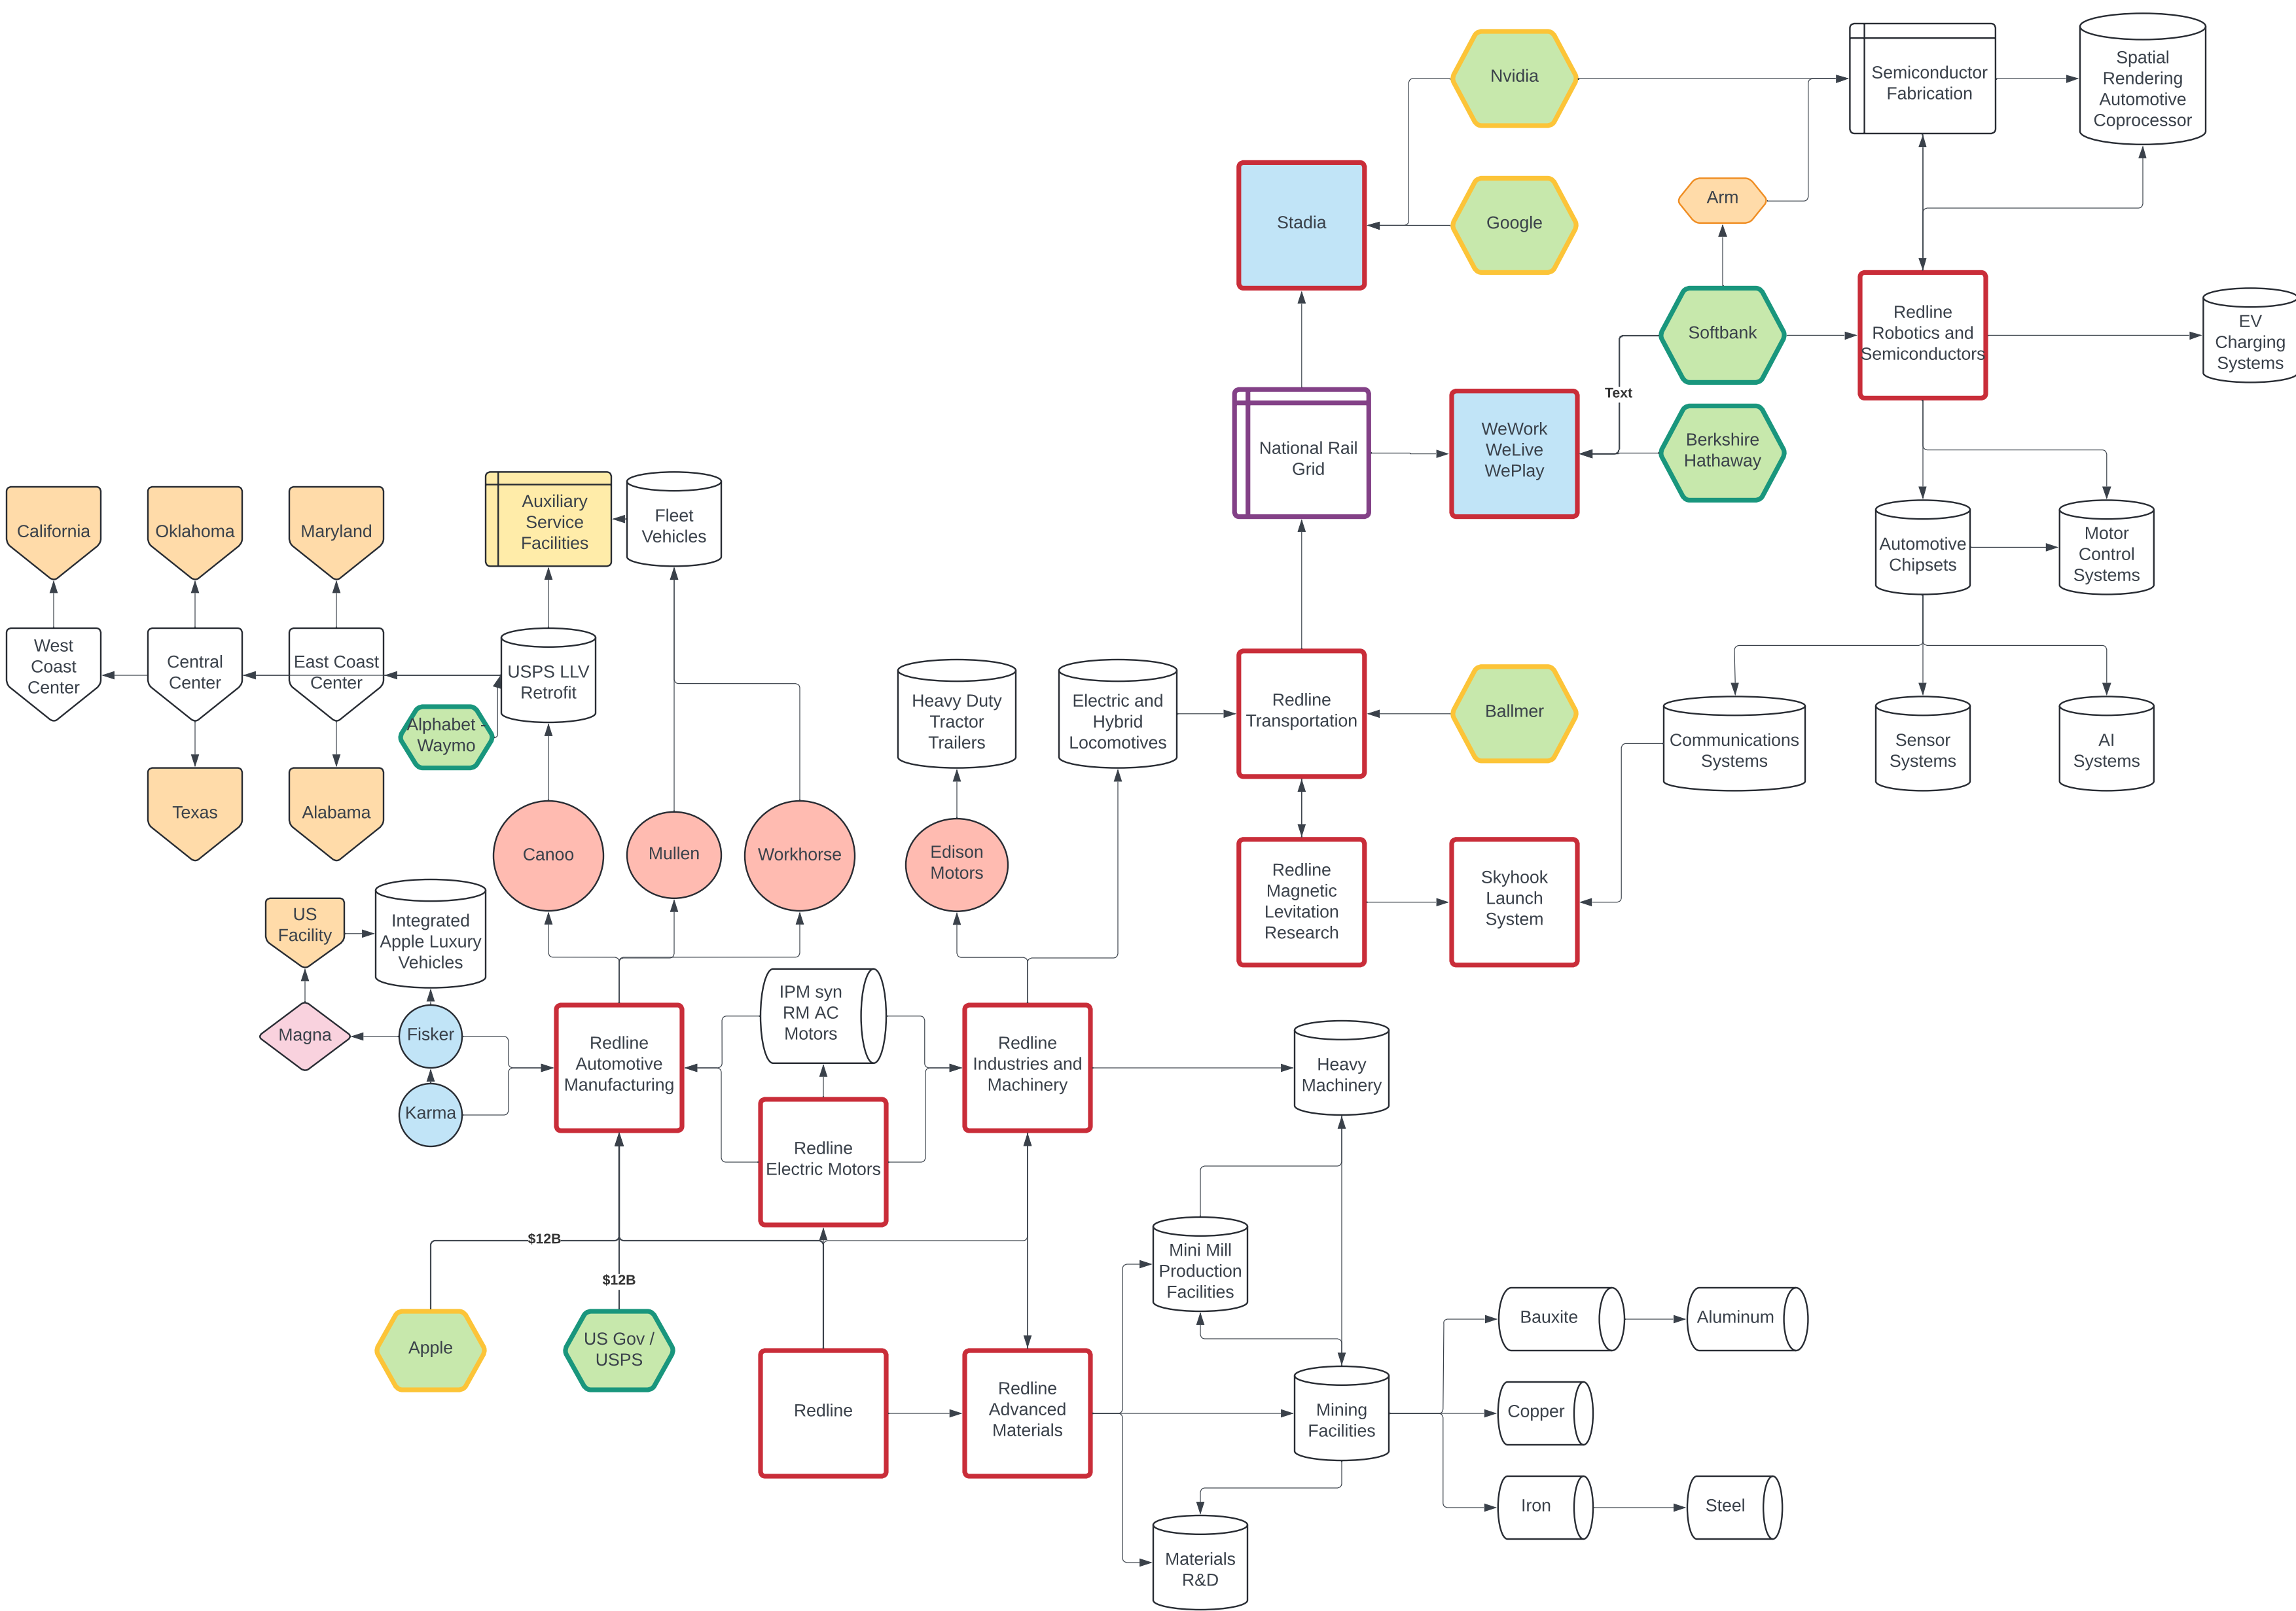 Nvidia
Semiconductor
Fabrication
Spatial
Rendering
Automotive
Coprocessor
Stadia
Google
Arm
Softbank
Redline
Robotics and
Semiconductors
EV
Charging
Systems
Text
National Rail
Grid
WeWork
WeLive
WePlay
Berkshire
Hathaway
California
Oklahoma
Maryland
Auxiliary
Service
Facilities
Fleet
Vehicles
Automotive
Chipsets
Motor
Control
Systems
West
Coast
Center
Central
Center
East Coast
Center
USPS LLV
Retrofit
Alphabet -
Waymo
Heavy Duty
Tractor
Trailers
Electric and
Hybrid
Locomotives
Redline
Transportation
Ballmer
Communications
Systems
Sensor
Systems
AI
Systems
Texas
Alabama
Canoo
Mullen
Workhorse
Edison
Motors
Redline
Magnetic
Levitation
Research
Skyhook
Launch
System
US
Facility
Integrated
Apple Luxury
Vehicles
Magna
Fisker
Karma
Redline
Automotive
Manufacturing
IPM syn
RM AC
Motors
Redline
Industries and
Machinery
Heavy
Machinery
Redline
Electric Motors
$12B
$12B
Mini Mill
Production
Facilities
Apple
US Gov /
USPS
Redline
Redline
Advanced
Materials
Mining
Facilities
Bauxite
Aluminum
Copper
Iron
Steel
Materials
R&D